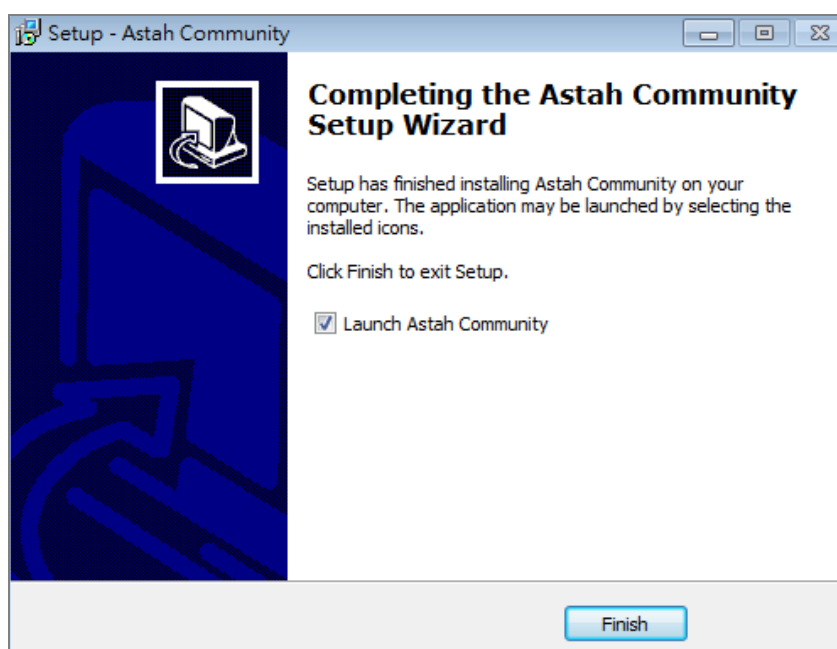 Setup - Astah Community
Completing the Astah Community
Setup Wizard
Setup has finished installing Astah Community on your
computer. The application may be launched by selecting the
installed icons.
Click Finish to exit Setup.
Launch Astah Community
Finish